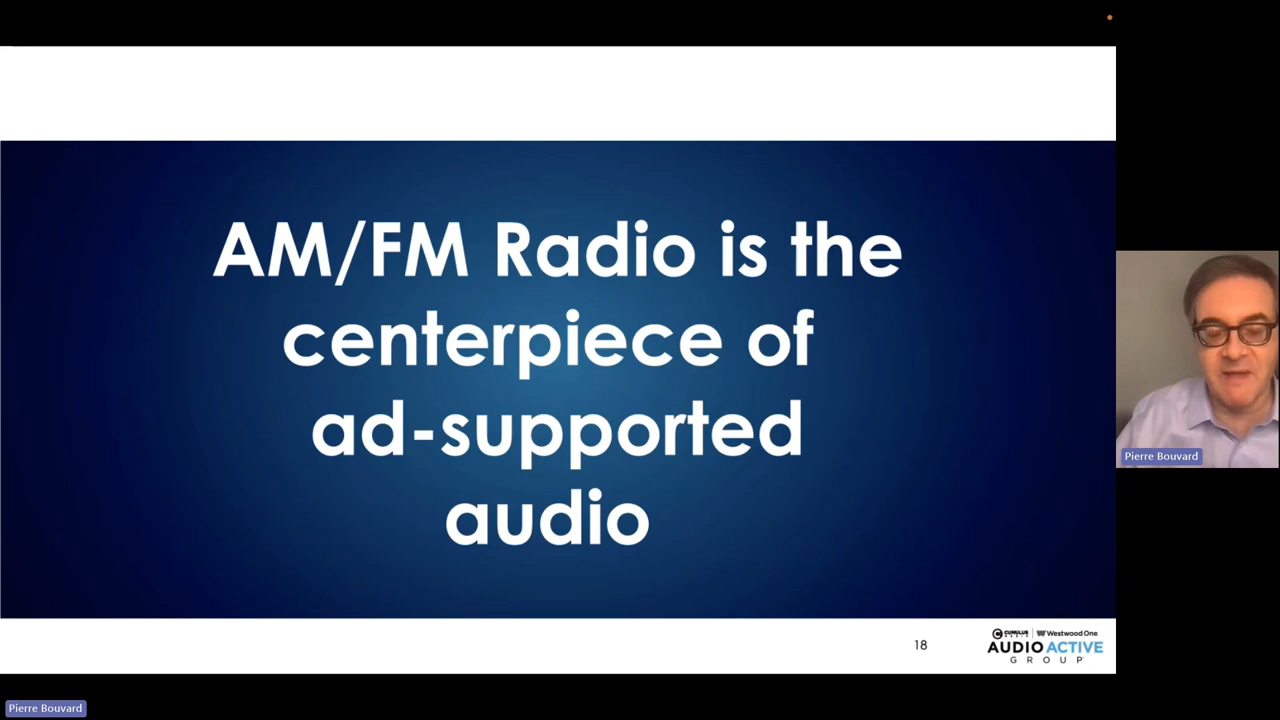 AM/FM Radio is the
centerpiece of
ad-supported
audio
Pierre Bouvard
18
CUMULUS
Westwood One
AUDIO ACTIVE
GROUP
Pierre Bouvard